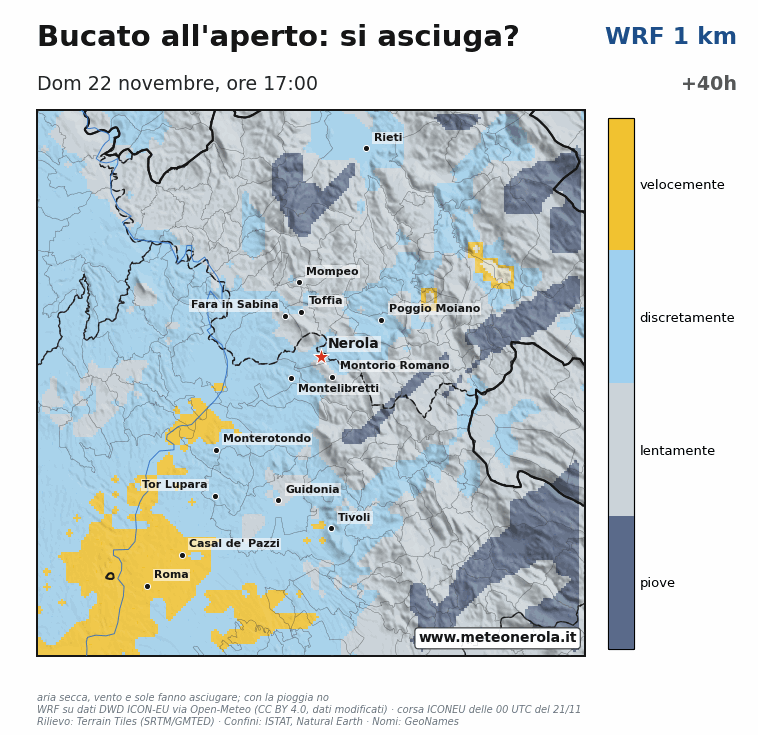 Bucato all'aperto: si asciuga?
WRF 1 km
Dom 22 novembre, ore 17:00
+40h
Rieti
velocemente
Mompeo
Fara in Sabina
Toffia
Poggio Moiano
discretamente
Nerola
Montorio Romano
Montelibretti
Monterotondo
lentamente
Tor Lupara
Guidonia
Tivoli
Casal de' Pazzi
Roma
piove
www.meteonerola.it
aria secca, vento e sole fanno asciugare; con la pioggia no
WRF su dati DWD ICON-EU via Open-Meteo (CC BY 4.0, dati modificati) · corsa ICONEU delle 00 UTC del 21/11
Rilievo: Terrain Tiles (SRTM/GMTED) · Confini: ISTAT, Natural Earth · Nomi: GeoNames